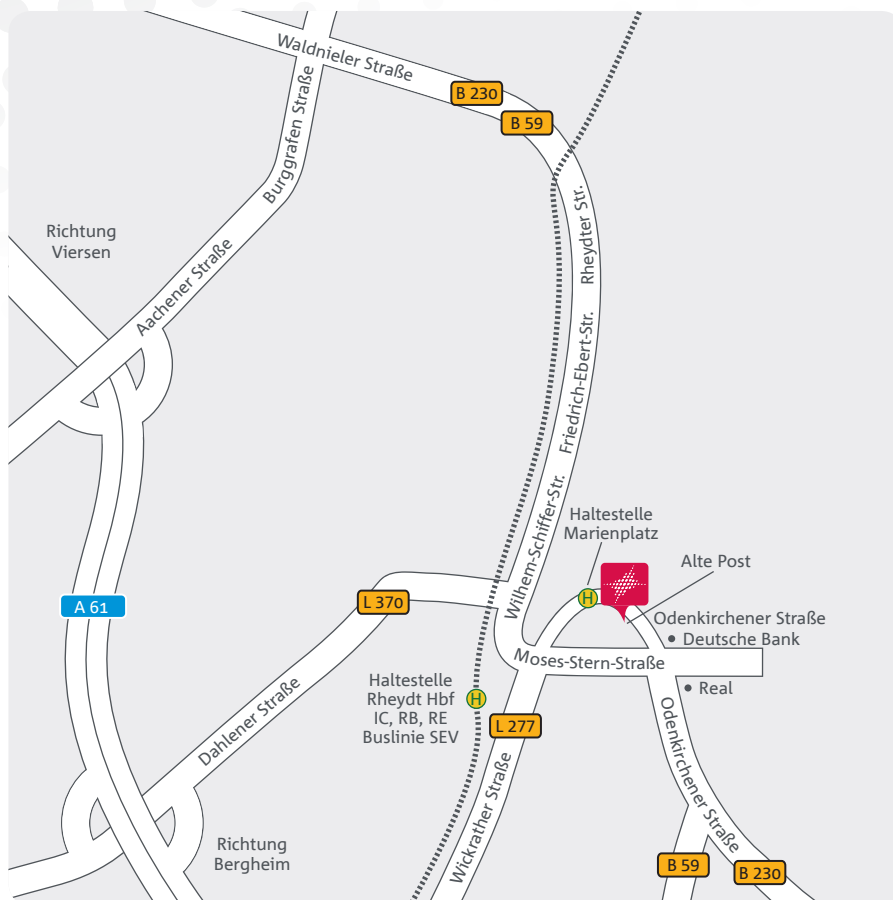 Waldnieler Straße
B 230
B 59
Burggrafen Straße
Rheydter Str.
Richtung
Viersen
Aachener Straße
Friedrich-Ebert-Str.
Wilhem-Schiffer-Str.
Haltestelle
Marienplatz
Alte Post
H
A 61
L 370
Odenkirchener Straße
Deutsche Bank
Moses-Stern-Straße
Haltestelle
Rheydt Hbf
IC, RB, RE
Buslinie SEV
H
Real
L 277
Dahlener Straße
Odenkirchener Straße
Wickrather Straße
Richtung
Bergheim
B 59
B 230